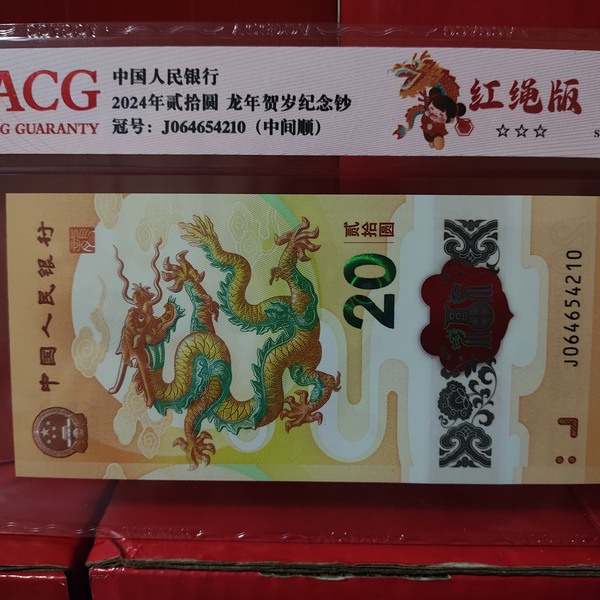 ACG
G GUARANTY
中国人民银行
2024年贰拾圆 龙年贺岁纪念钞
冠号：J064654210（中间顺）
红绳版
☆☆☆
S
中国人民银行
贰拾圆
20
J064654210